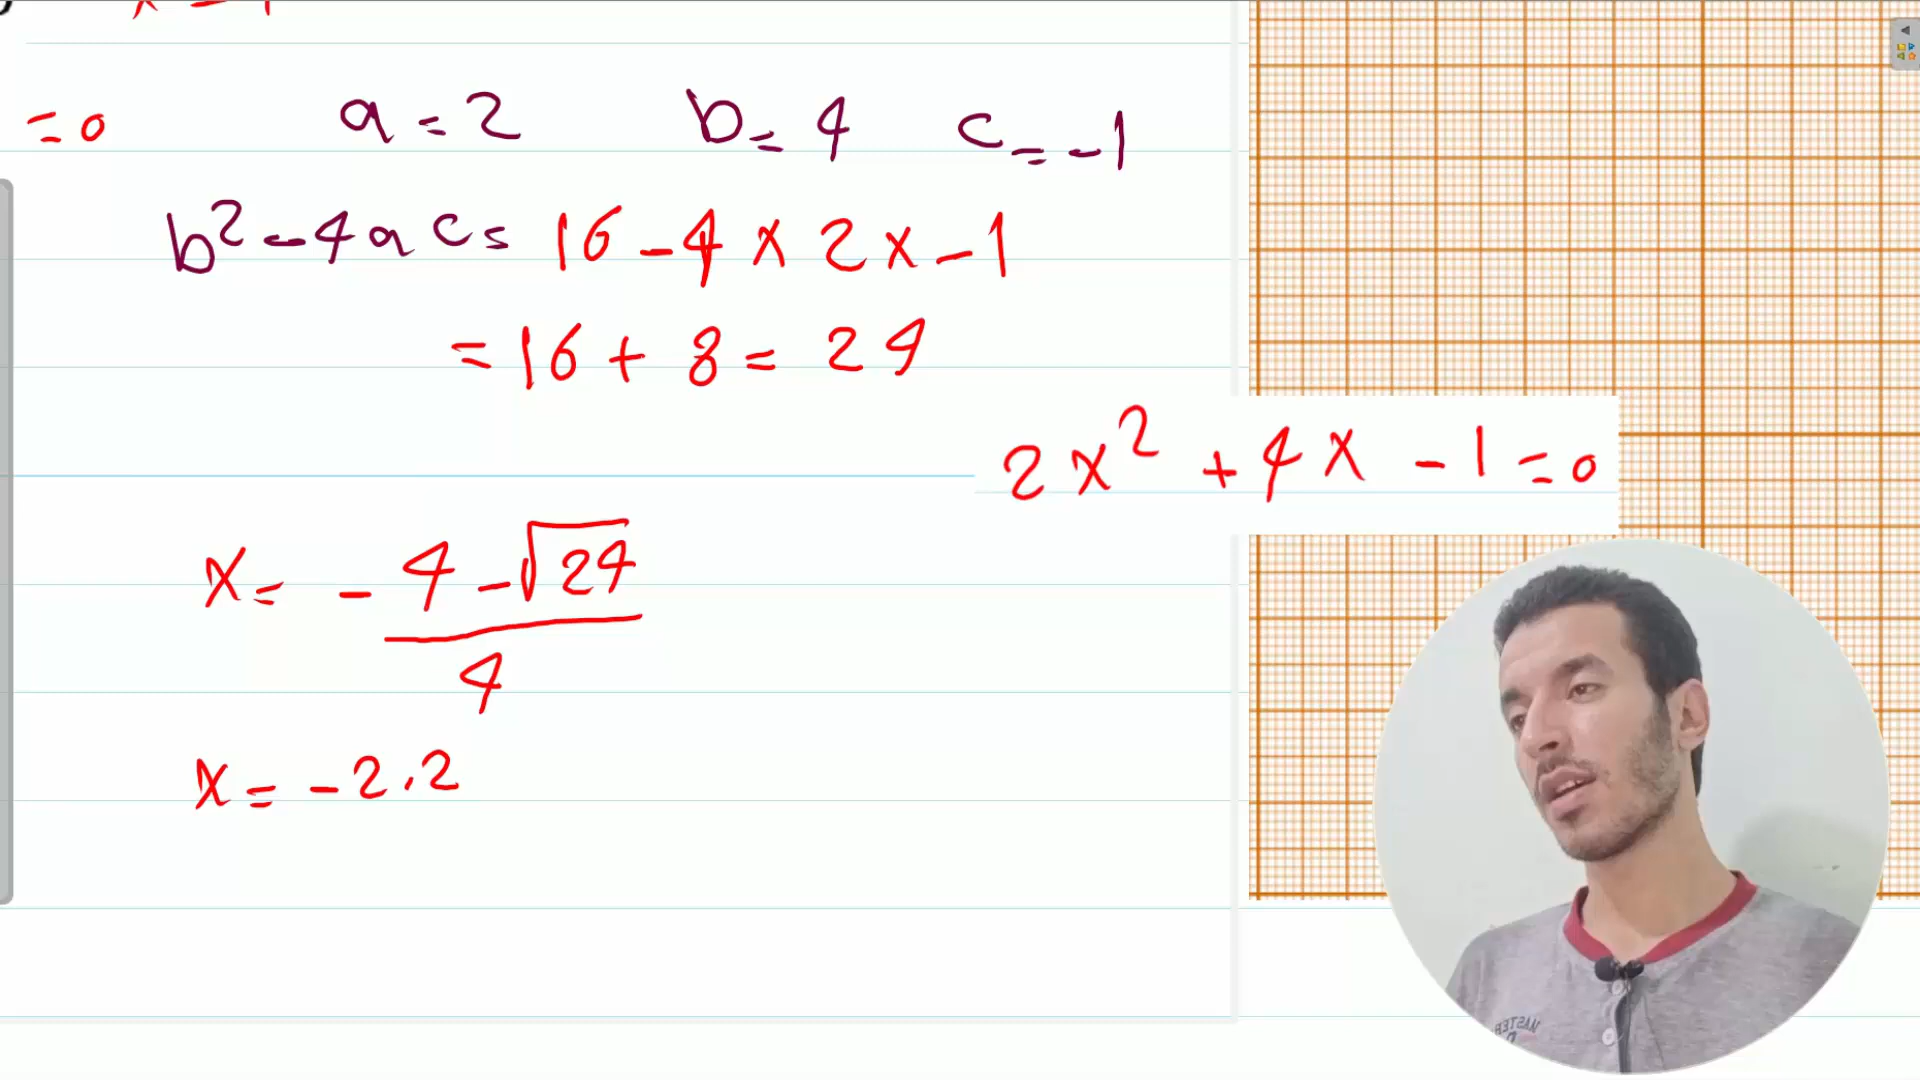 = 0 a = 2 b = 4 c = -1
b² - 4ac = 16 - 4 × 2 × -1
= 16 + 8 = 24
2x² + 4x - 1 = 0
x = - 4 - √24
4
x = -2.2